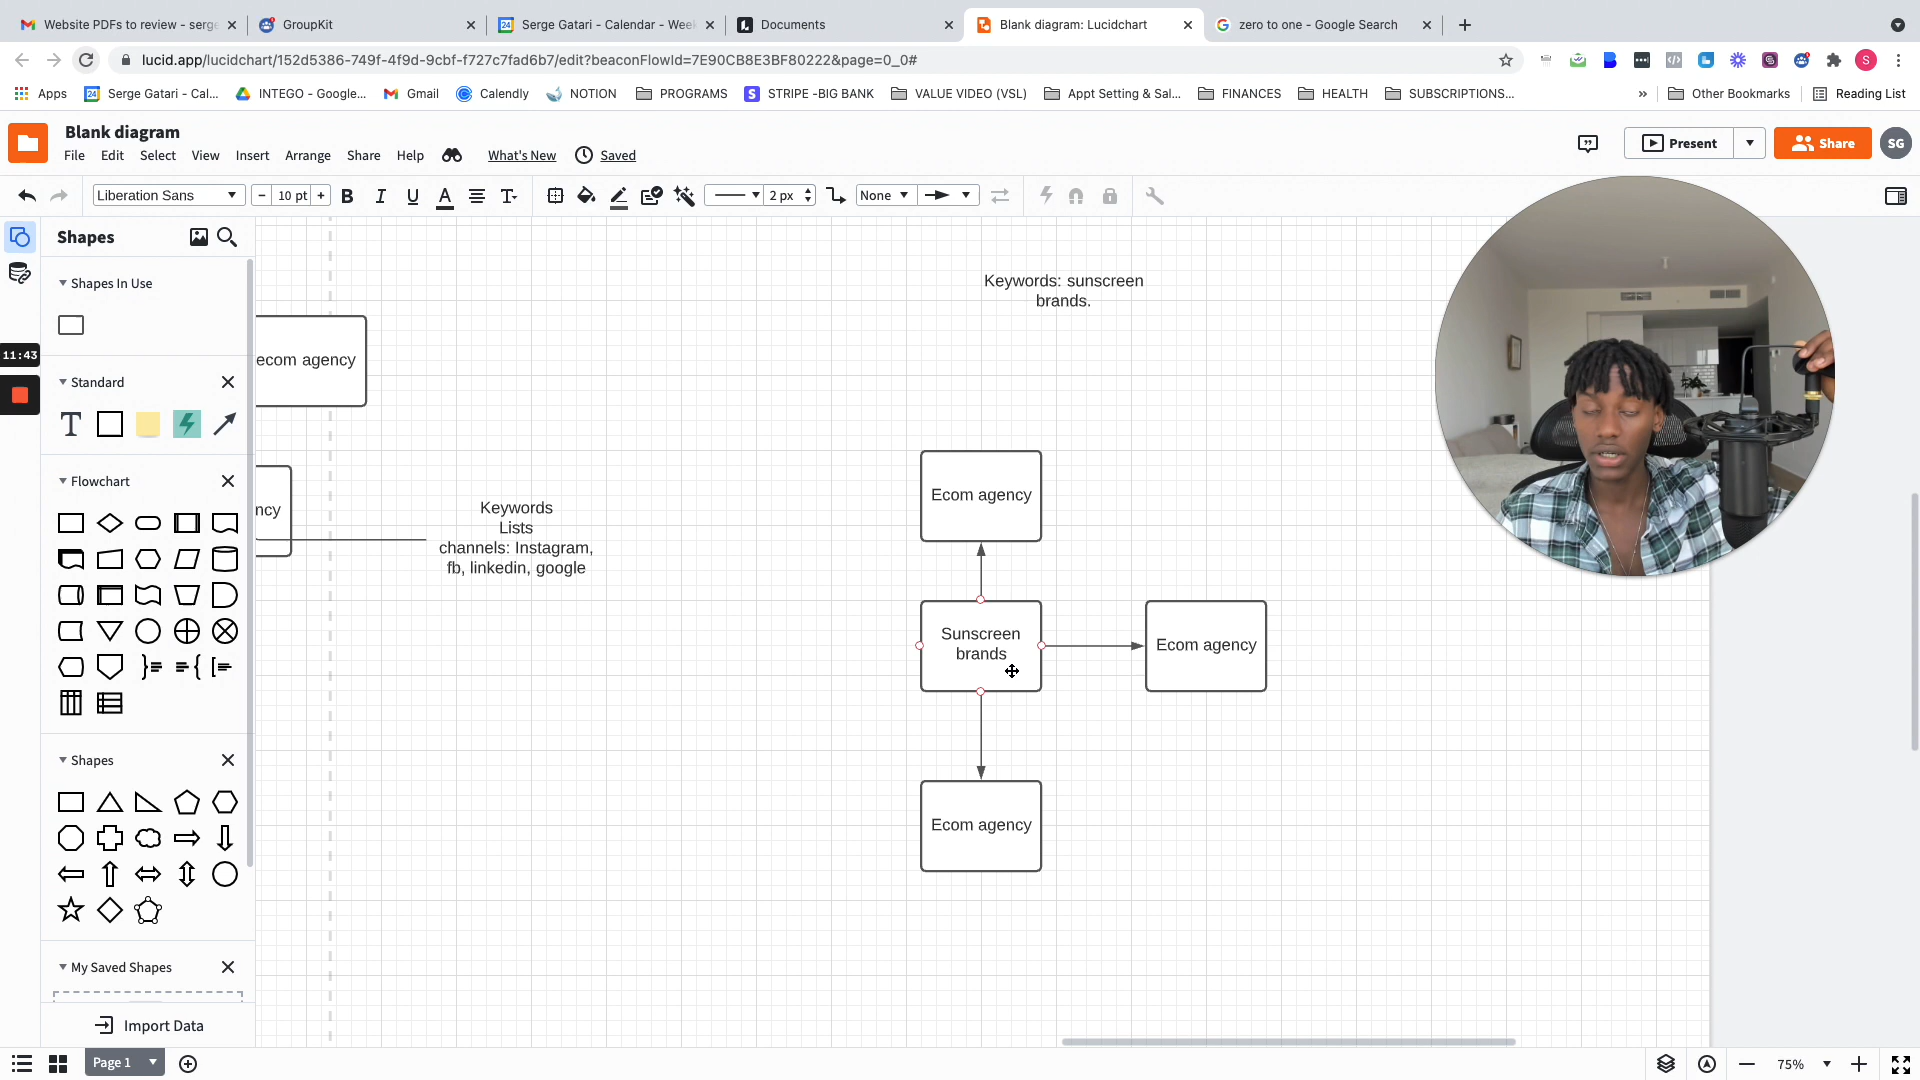 Website PDFs to review - serge
GroupKit
Serge Gatari - Calendar - Week
Documents
Blank diagram: Lucidchart
zero to one - Google Search
lucid.app/lucidchart/152d5386-749f-4f9d-9cbf-f727c7fad6b7/edit?beaconFlowId=7E90CB8E3BF80222&page=0_0#
S
Apps
Serge Gatari - Cal...
INTEGO - Google...
Gmail
Calendly
NOTION
PROGRAMS
STRIPE -BIG BANK
VALUE VIDEO (VSL)
Appt Setting & Sal...
FINANCES
HEALTH
SUBSCRIPTIONS...
Other Bookmarks
Reading List
Blank diagram
File Edit Select View Insert Arrange Share Help What's New Saved
Present
Share
SG
Liberation Sans
10 pt
2 px
None
Shapes
Shapes In Use
11:43
Standard
Flowchart
Shapes
My Saved Shapes
Import Data
ecom agency
ncy
Keywords
Lists
channels: Instagram,
fb, linkedin, google
Keywords: sunscreen
brands.
Ecom agency
Sunscreen
brands
Ecom agency
Ecom agency
Page 1
75%